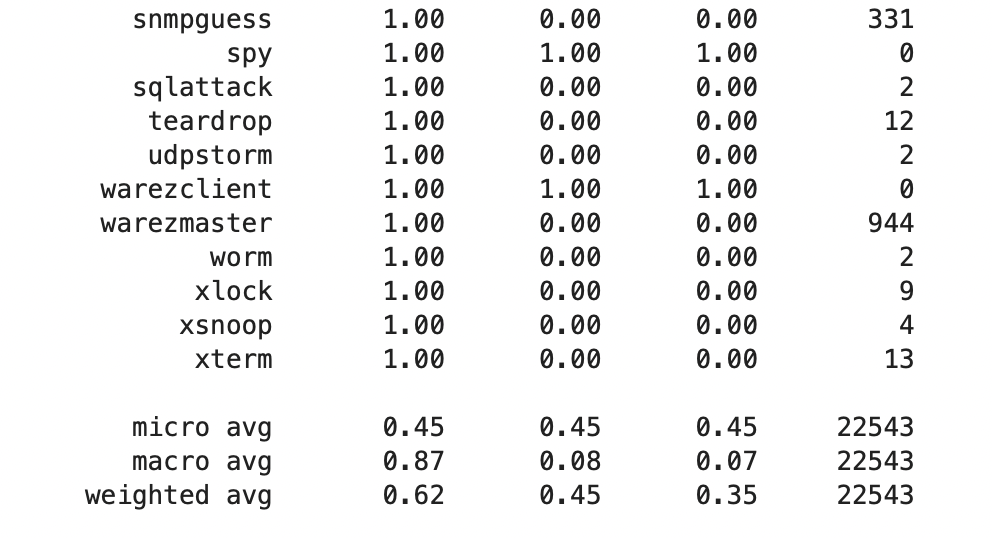 snmpguess 1.00 0.00 0.00 331
spy 1.00 1.00 1.00 0
sqlattack 1.00 0.00 0.00 2
teardrop 1.00 0.00 0.00 12
udpstorm 1.00 0.00 0.00 2
warezclient 1.00 1.00 1.00 0
warezmaster 1.00 0.00 0.00 944
worm 1.00 0.00 0.00 2
xlock 1.00 0.00 0.00 9
xsnoop 1.00 0.00 0.00 4
xterm 1.00 0.00 0.00 13
micro avg 0.45 0.45 0.45 22543
macro avg 0.87 0.08 0.07 22543
weighted avg 0.62 0.45 0.35 22543